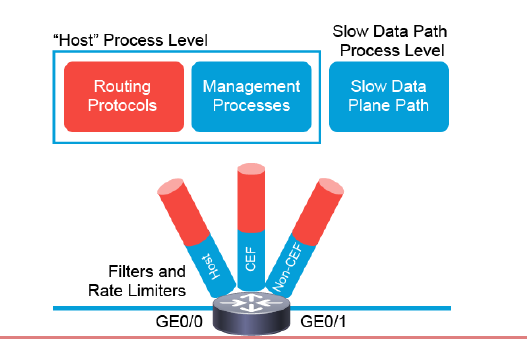 “Host” Process Level
Slow Data Path
Process Level
Routing
Protocols
Management
Processes
Slow Data
Plane Path
Host
CEF
Non-CEF
Filters and
Rate Limiters
GE0/0
GE0/1